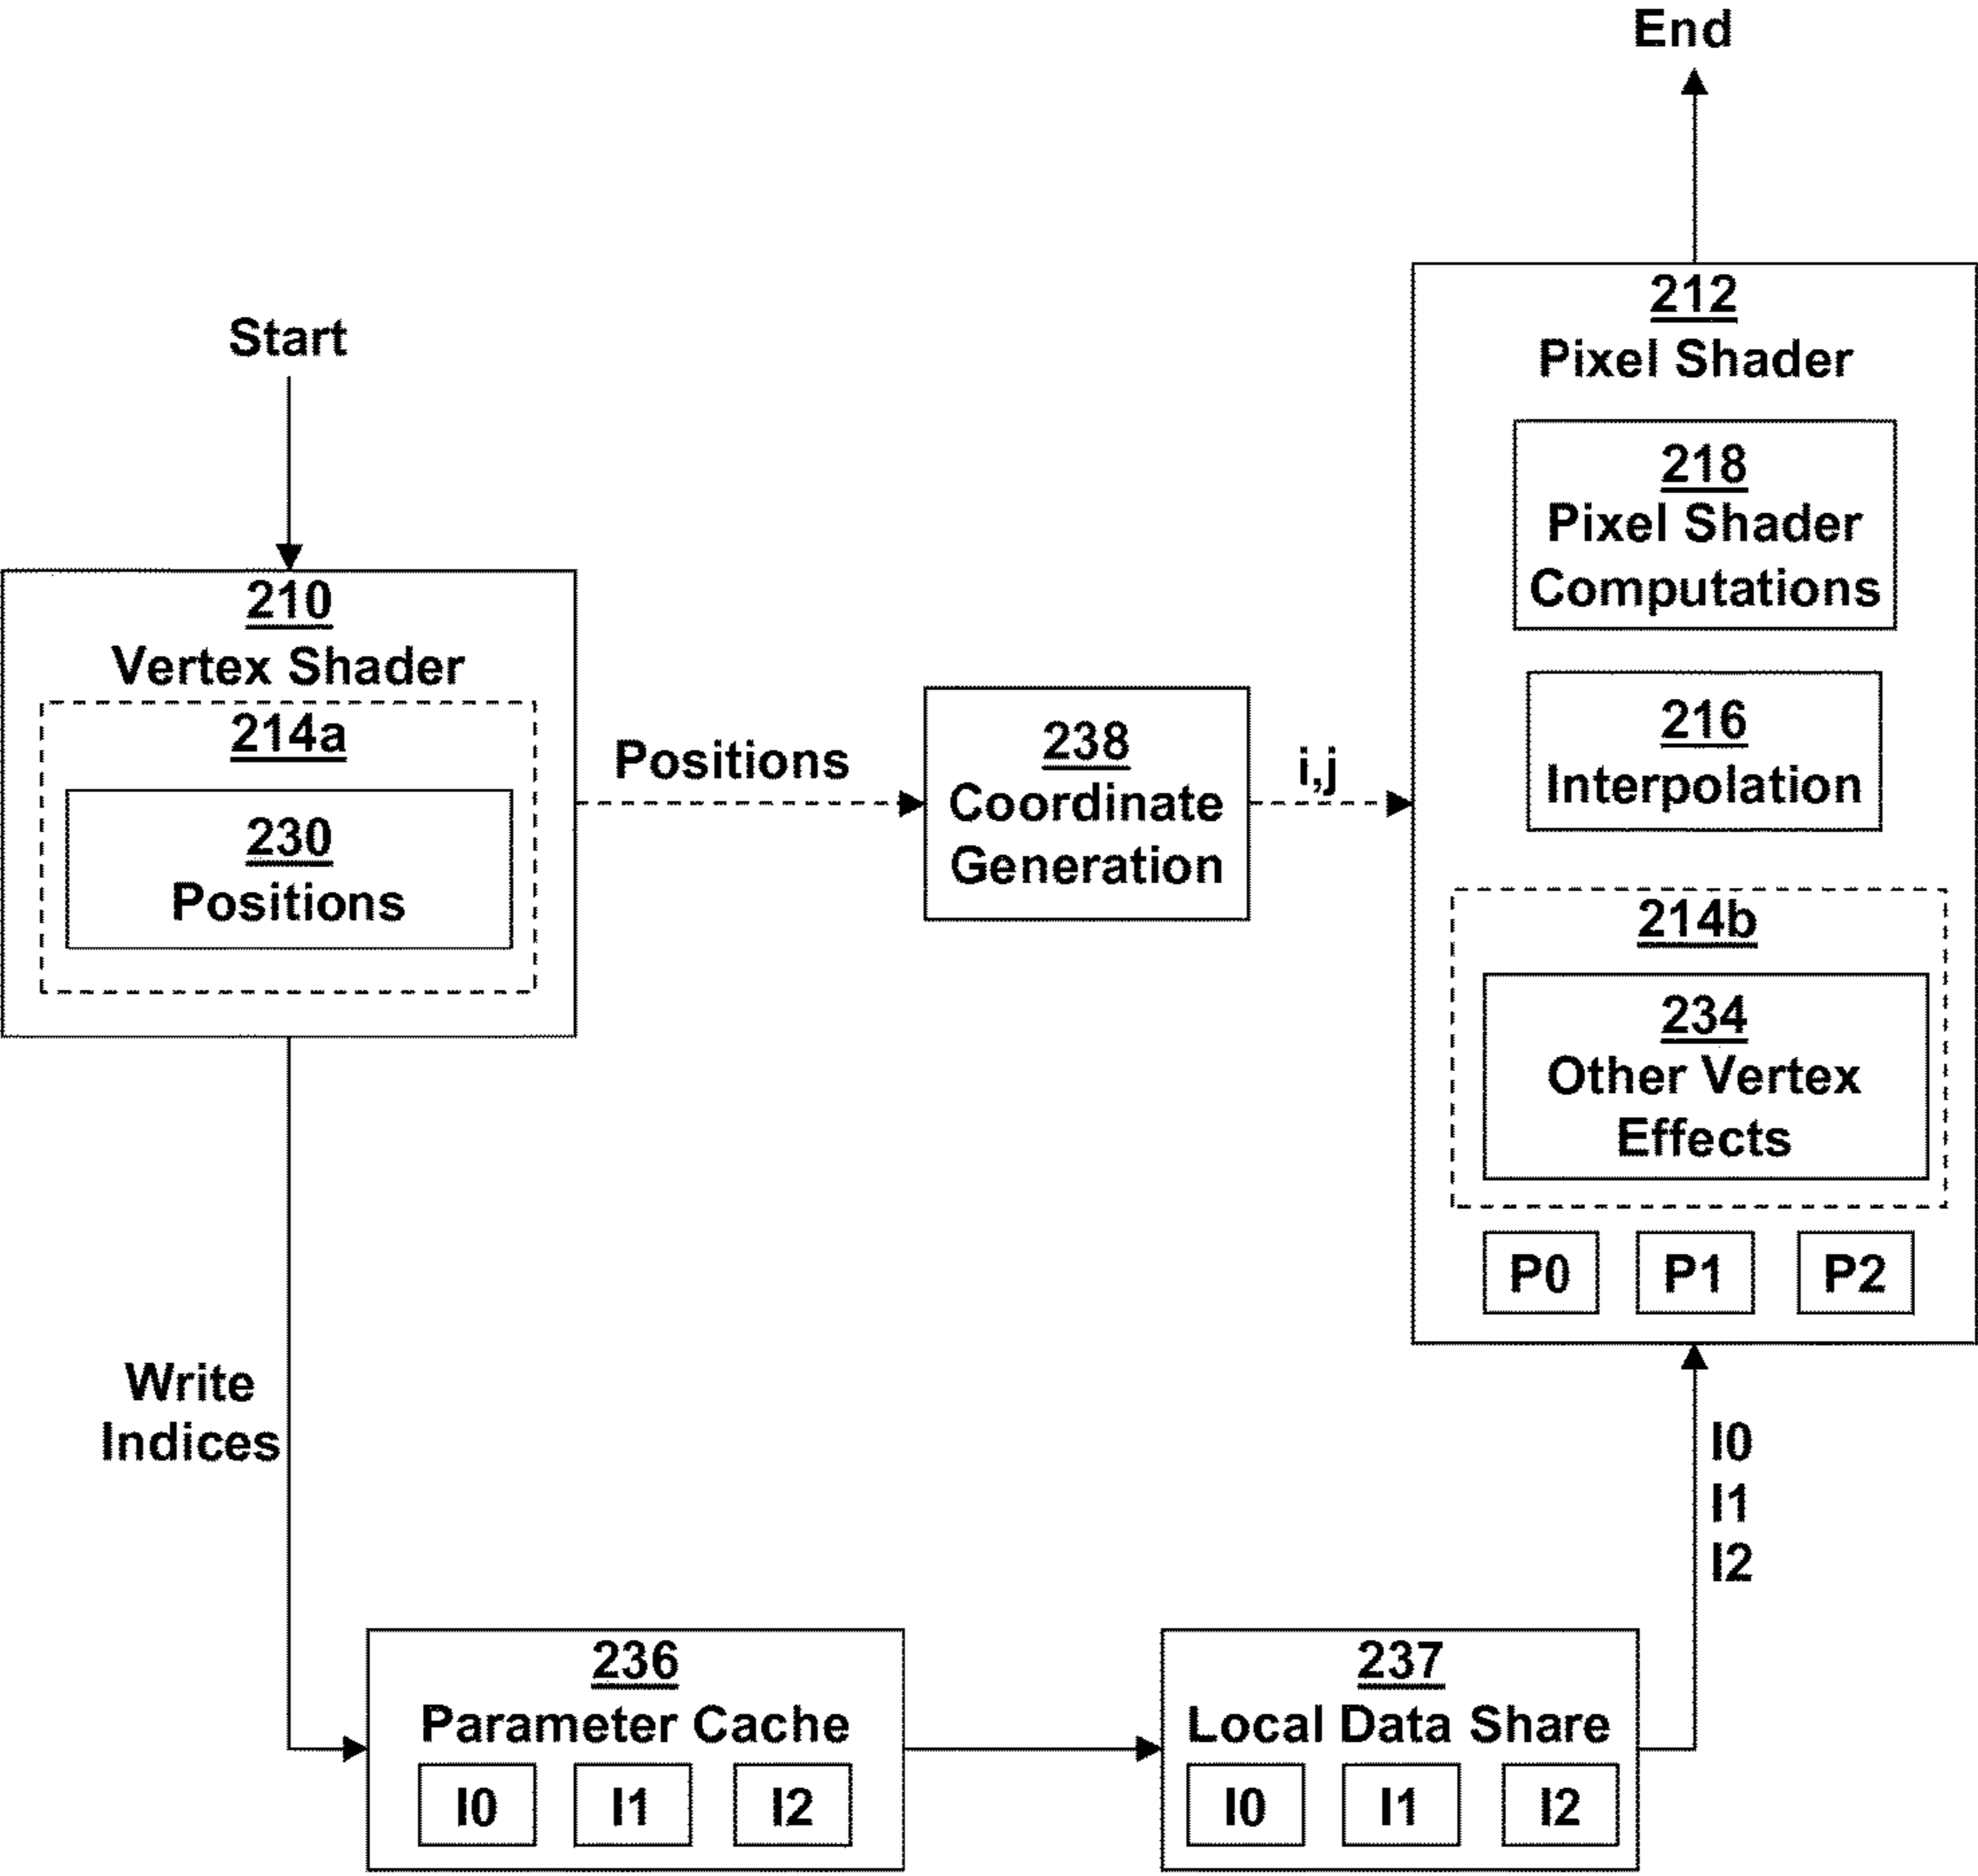 End
Start
210
Vertex Shader
214a
230
Positions
Positions
238
Coordinate
Generation
i,j
212
Pixel Shader
218
Pixel Shader
Computations
216
Interpolation
214b
234
Other Vertex
Effects
P0 P1 P2
Write
Indices
I0
I1
I2
236
Parameter Cache
I0 I1 I2
237
Local Data Share
I0 I1 I2